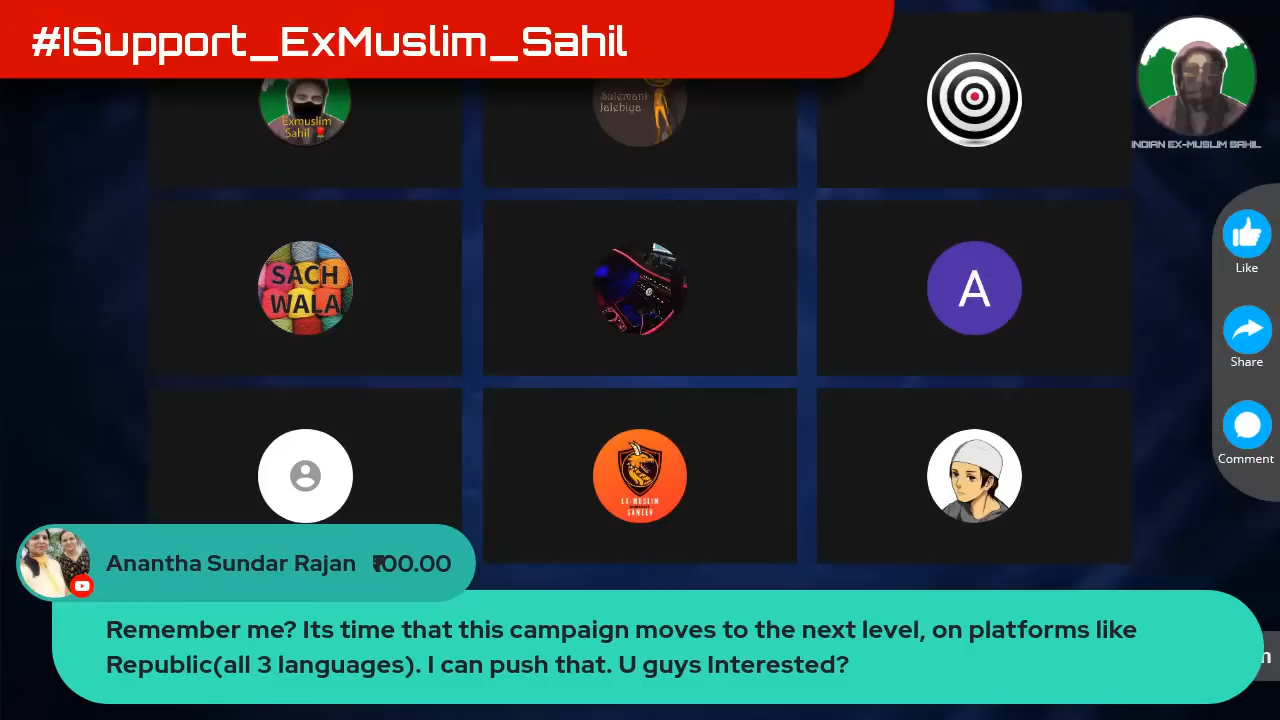 #ISupport_ExMuslim_Sahil
Exmuslim
Sahil
Sulemani
Jalebiya
INDIAN EX-MUSLIM SAHIL
SACH
WALA
A
Like
Share
Comment
EX-MUSLIM
SAMEER
Anantha Sundar Rajan ₹100.00
Remember me? Its time that this campaign moves to the next level, on platforms like
Republic(all 3 languages). I can push that. U guys Interested?